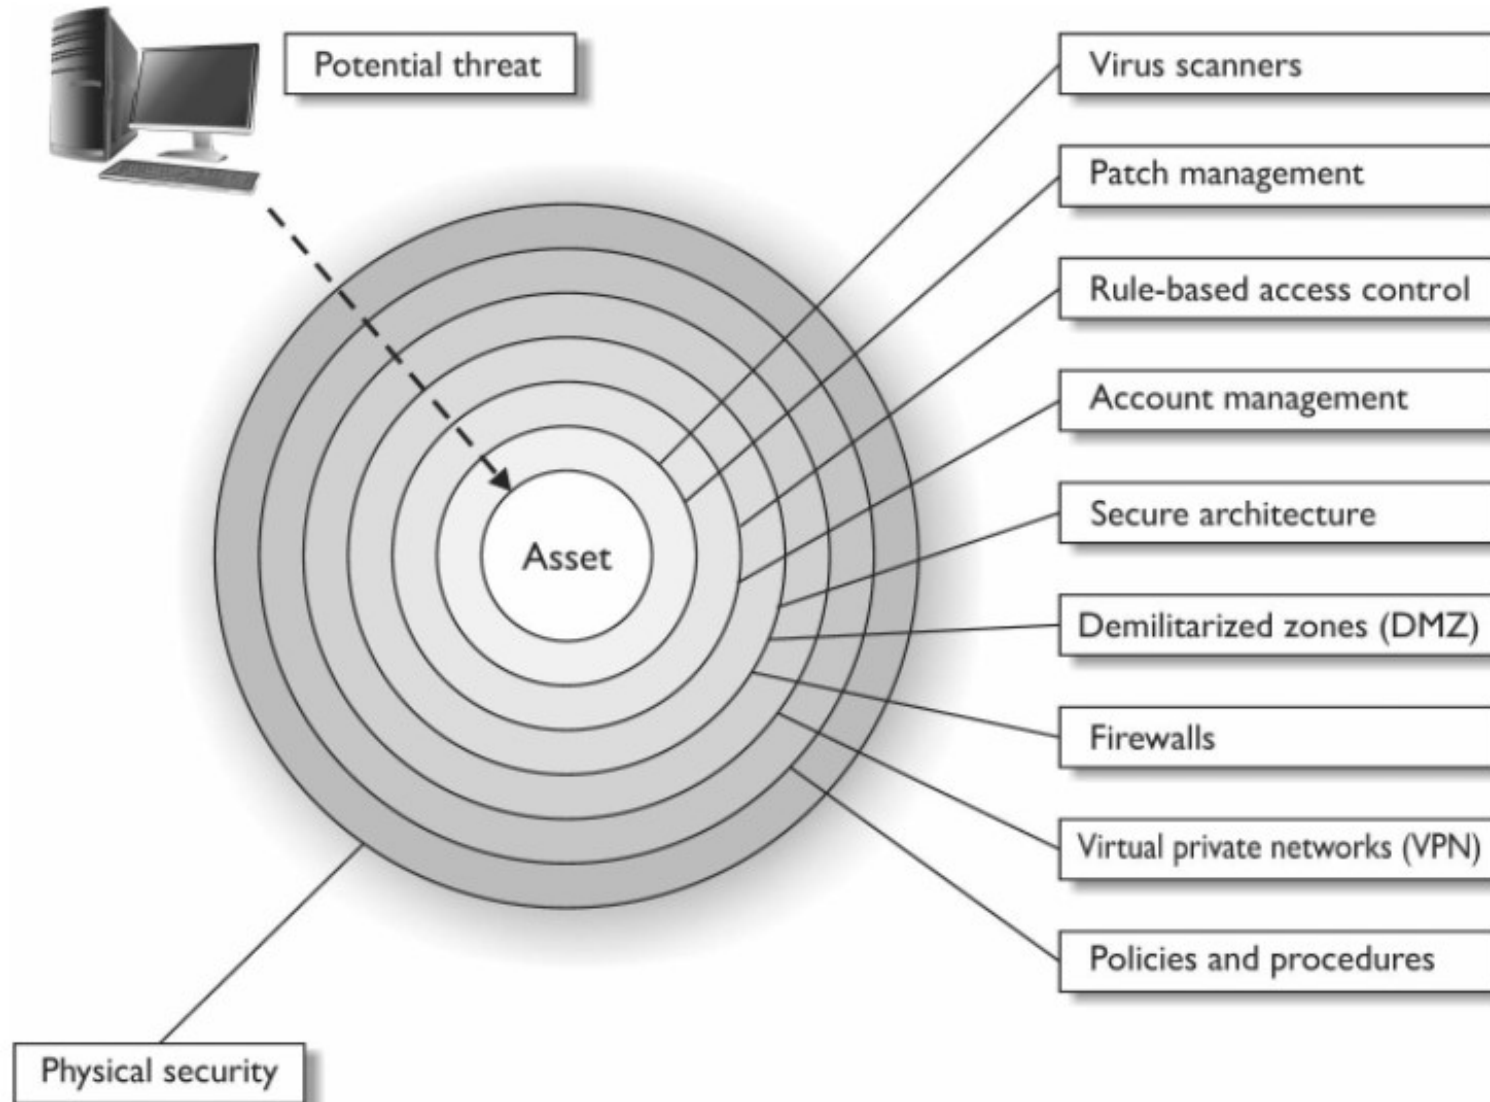 Potential threat
Virus scanners
Patch management
Rule-based access control
Account management
Asset
Secure architecture
Demilitarized zones (DMZ)
Firewalls
Virtual private networks (VPN)
Policies and procedures
Physical security